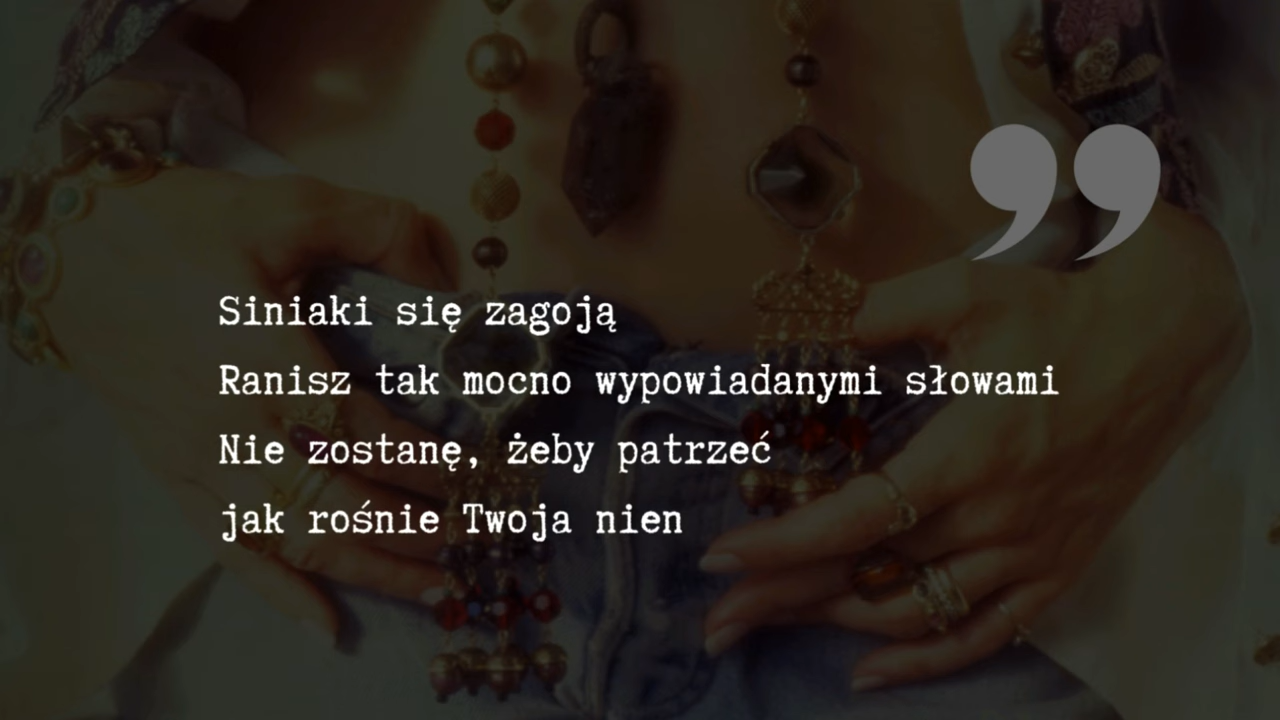 Siniaki się zagoją
Ranisz tak mocno wypowiadanymi słowami
Nie zostanę, żeby patrzeć
jak rośnie Twoja nien